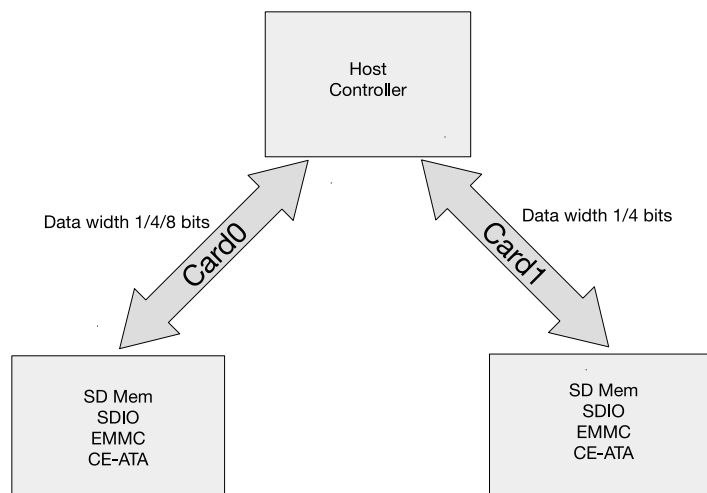 Host
Controller
Data width 1/4/8 bits
Card0
Card1
Data width 1/4 bits
SD Mem
SDIO
EMMC
CE-ATA
SD Mem
SDIO
EMMC
CE-ATA